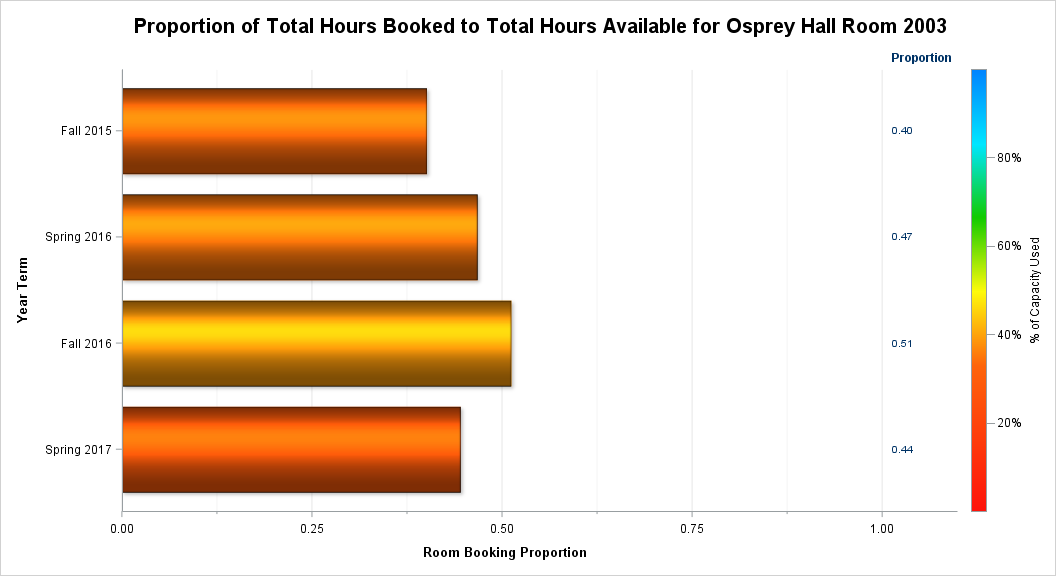 Proportion of Total Hours Booked to Total Hours Available for Osprey Hall Room 2003
Proportion
Fall 2015
0.40
Spring 2016
0.47
Fall 2016
0.51
Spring 2017
0.44
Year Term
0.00 0.25 0.50 0.75 1.00
Room Booking Proportion
80%
60%
40%
20%
% of Capacity Used